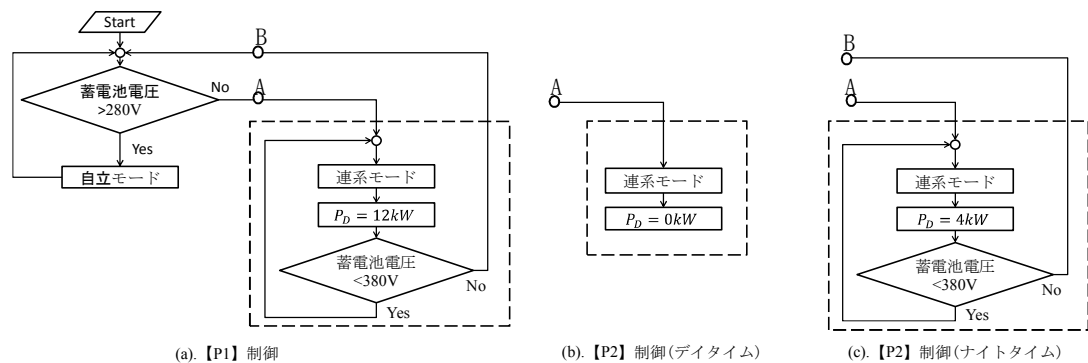 Start
B
蓄電池電圧
>280V
No
A
Yes
自立モード
連系モード
P_D = 12kW
蓄電池電圧
<380V
No
Yes
(a).【P1】制御
A
連系モード
P_D = 0kW
(b).【P2】制御(デイタイム)
B
A
連系モード
P_D = 4kW
蓄電池電圧
<380V
No
Yes
(c).【P2】制御(ナイトタイム)